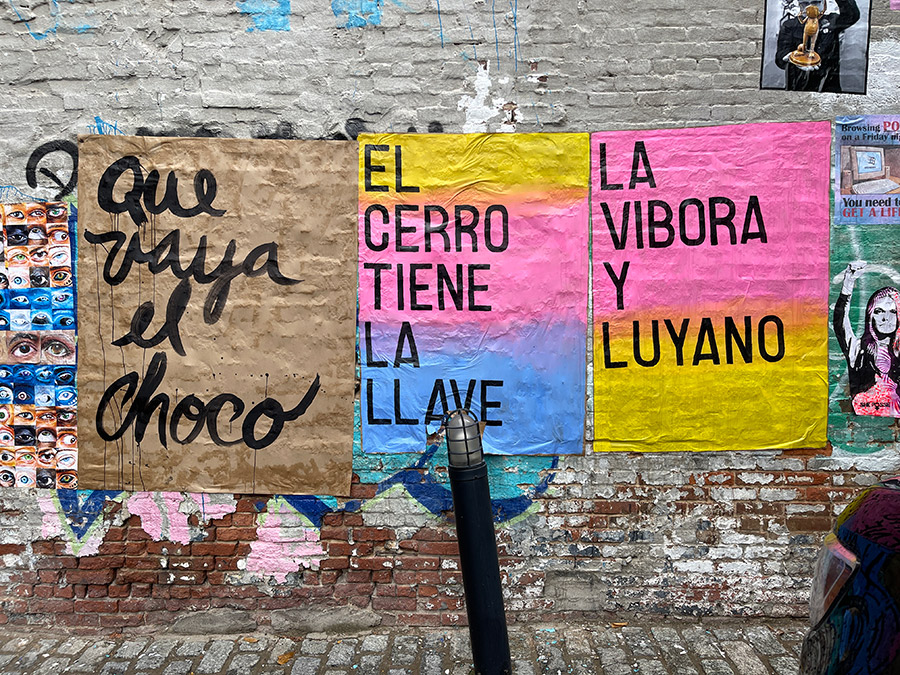 Que
vaya
el
Choco
EL
CERRO
TIENE
LA
LLAVE
LA
VIBORA
Y
LUYANO
Browsing
on a Friday
You need to
GET A LIFE